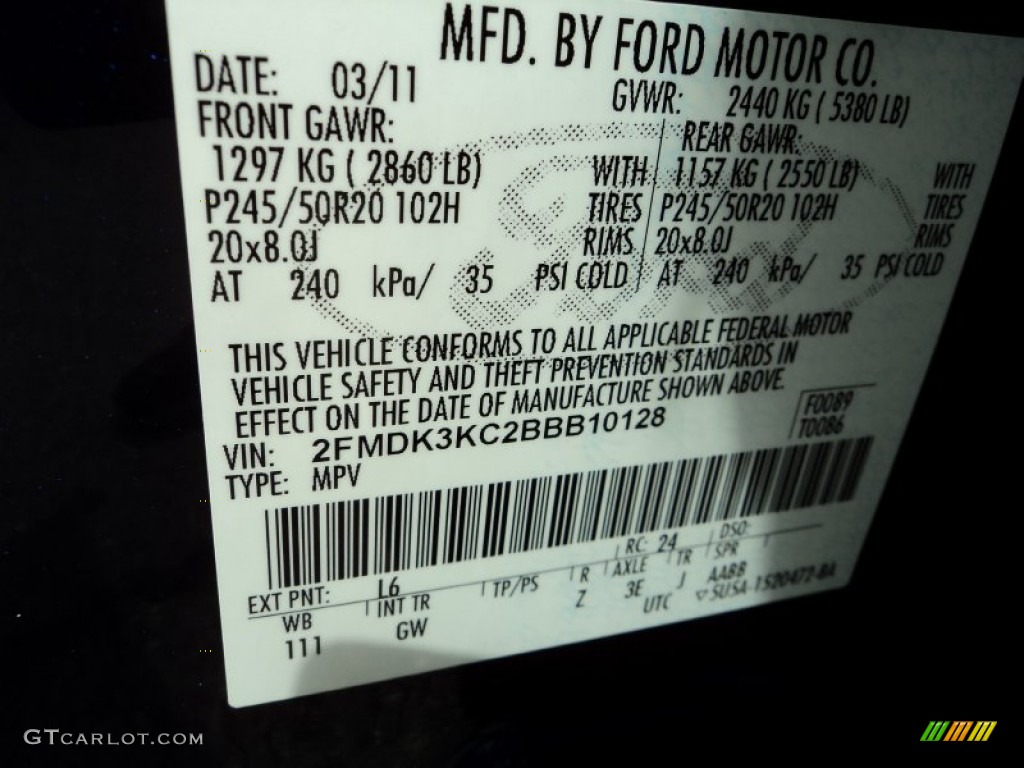 MFD. BY FORD MOTOR CO.
DATE: 03/11 GVWR: 2440 KG ( 5380 LB)
FRONT GAWR: REAR GAWR:
1297 KG ( 2860 LB) WITH 1157 KG ( 2550 LB) WITH
P245/50R20 102H TIRES P245/50R20 102H TIRES
20x8.0J RIMS 20x8.0J RIMS
AT 240 kPa/ 35 PSI COLD AT 240 kPa/ 35 PSI COLD
THIS VEHICLE CONFORMS TO ALL APPLICABLE FEDERAL MOTOR
VEHICLE SAFETY AND THEFT PREVENTION STANDARDS IN
EFFECT ON THE DATE OF MANUFACTURE SHOWN ABOVE.
VIN: 2FMDK3KC2BBB10128 F0089
TYPE: MPV T0086
EXT PNT: L6 RC: 24 DSO:
WB INT TR TP/PS R AXLE TR SPR
111 GW Z 3E J AABB
UTC ▽SU5A-1520472-BA
GTCARLOT.COM